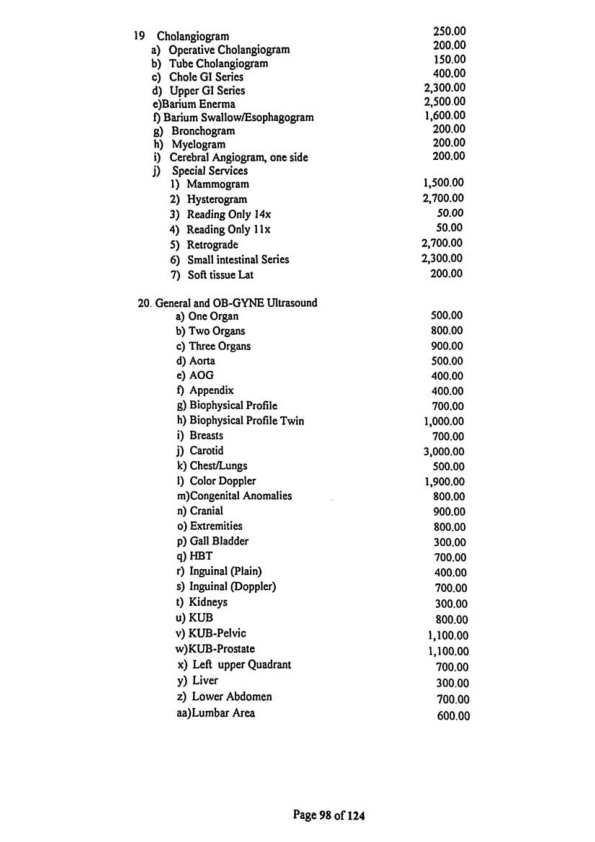 19 Cholangiogram 250.00
a) Operative Cholangiogram 200.00
b) Tube Cholangiogram 150.00
c) Chole GI Series 400.00
d) Upper GI Series 2,300.00
e)Barium Enerma 2,500 00
f) Barium Swallow/Esophagogram 1,600.00
g) Bronchogram 200.00
h) Myelogram 200.00
i) Cerebral Angiogram, one side 200.00
j) Special Services
1) Mammogram 1,500.00
2) Hysterogram 2,700.00
3) Reading Only 14x 50.00
4) Reading Only 11x 50.00
5) Retrograde 2,700.00
6) Small intestinal Series 2,300.00
7) Soft tissue Lat 200.00
20. General and OB-GYNE Ultrasound
a) One Organ 500.00
b) Two Organs 800.00
c) Three Organs 900.00
d) Aorta 500.00
e) AOG 400.00
f) Appendix 400.00
g) Biophysical Profile 700.00
h) Biophysical Profile Twin 1,000.00
i) Breasts 700.00
j) Carotid 3,000.00
k) Chest/Lungs 500.00
l) Color Doppler 1,900.00
m)Congenital Anomalies 800.00
n) Cranial 900.00
o) Extremities 800.00
p) Gall Bladder 300.00
q) HBT 700.00
r) Inguinal (Plain) 400.00
s) Inguinal (Doppler) 700.00
t) Kidneys 300.00
u) KUB 800.00
v) KUB-Pelvic 1,100.00
w)KUB-Prostate 1,100.00
x) Left upper Quadrant 700.00
y) Liver 300.00
z) Lower Abdomen 700.00
aa)Lumbar Area 600.00
Page 98 of 124